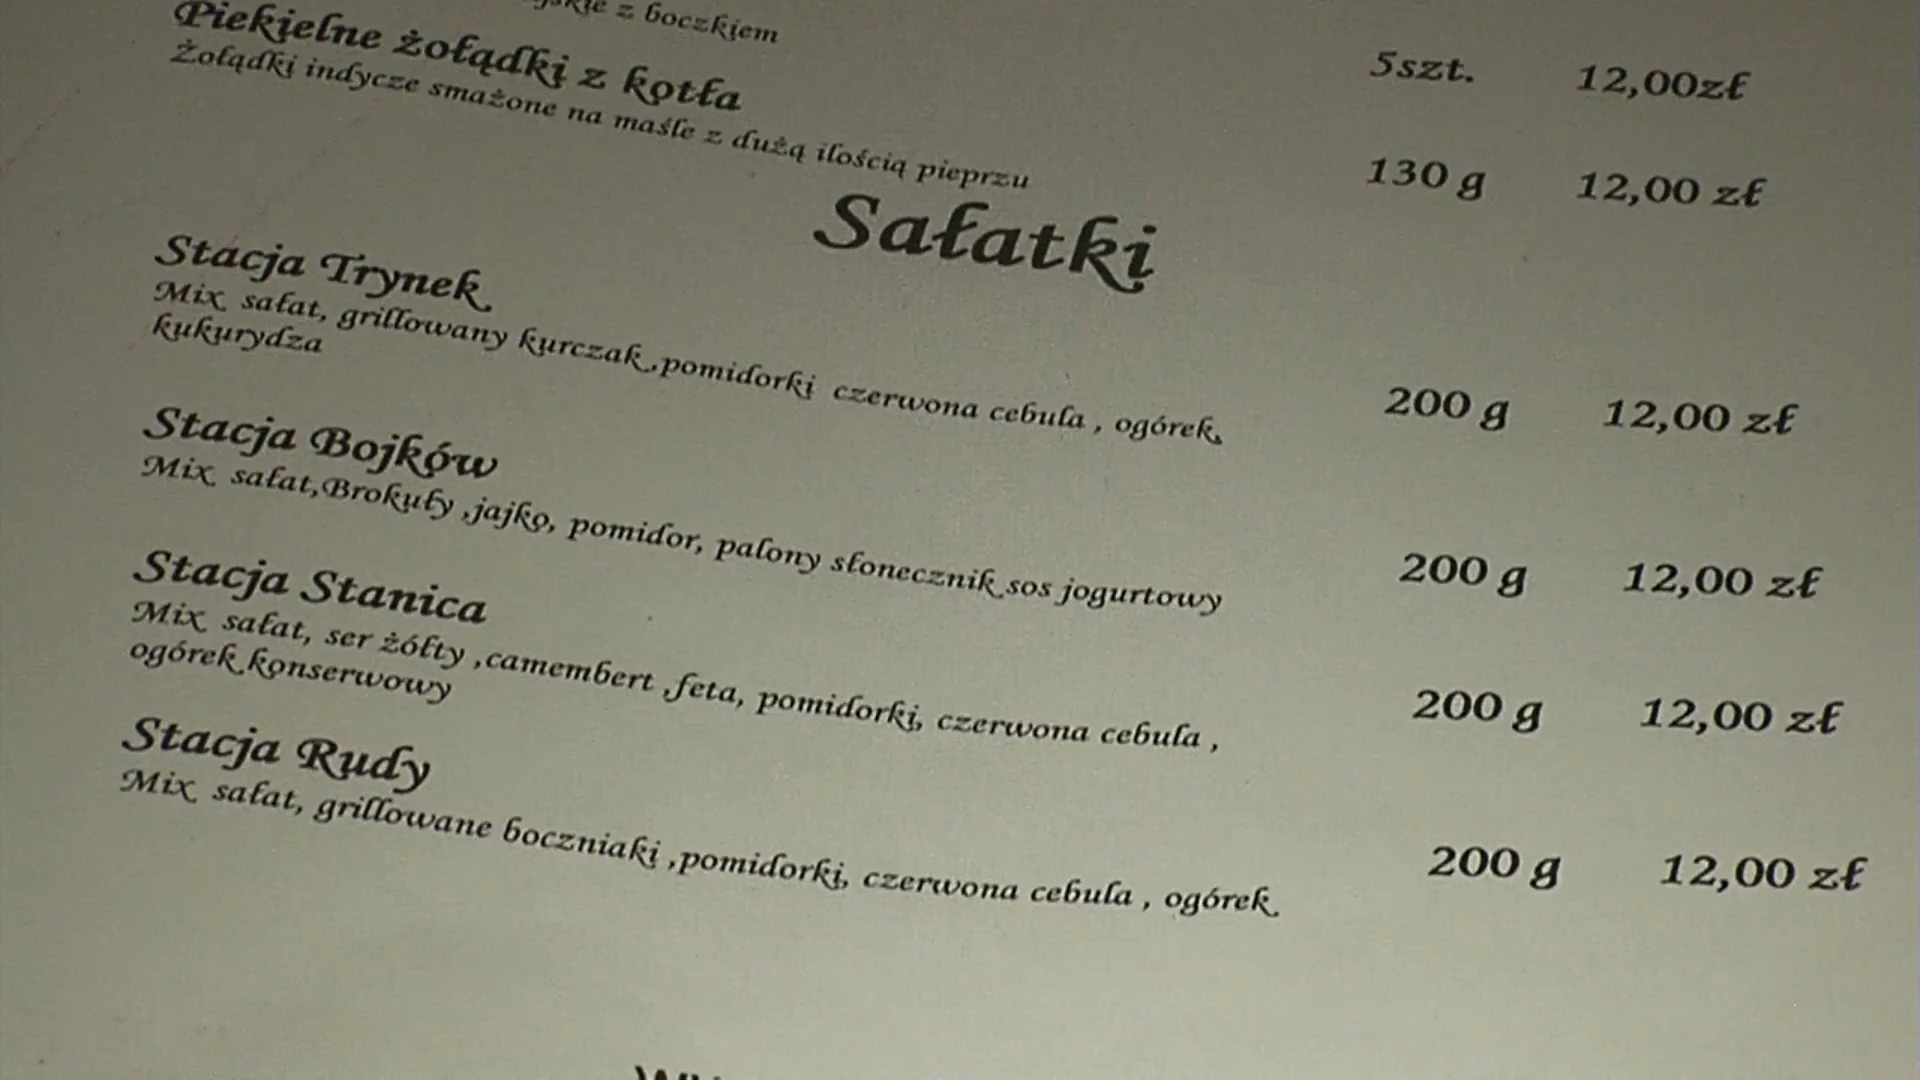 z boczkiem 5szt. 12,00zł
Piekielne żołądki z kotła
Żołądki indycze smażone na maśle z dużą ilością pieprzu 130 g 12,00 zł
Sałatki
Stacja Trynek
Mix sałat, grillowany kurczak,pomidorki czerwona cebula , ogórek, 200 g 12,00 zł
kukurydza
Stacja Bojków
Mix sałat,Brokuły ,jajko, pomidor, palony słonecznik sos jogurtowy 200 g 12,00 zł
Stacja Stanica
Mix sałat, ser żółty ,camembert ,feta, pomidorki, czerwona cebula , 200 g 12,00 zł
ogórek konserwowy
Stacja Rudy
Mix sałat, grillowane boczniaki ,pomidorki, czerwona cebula , ogórek 200 g 12,00 zł